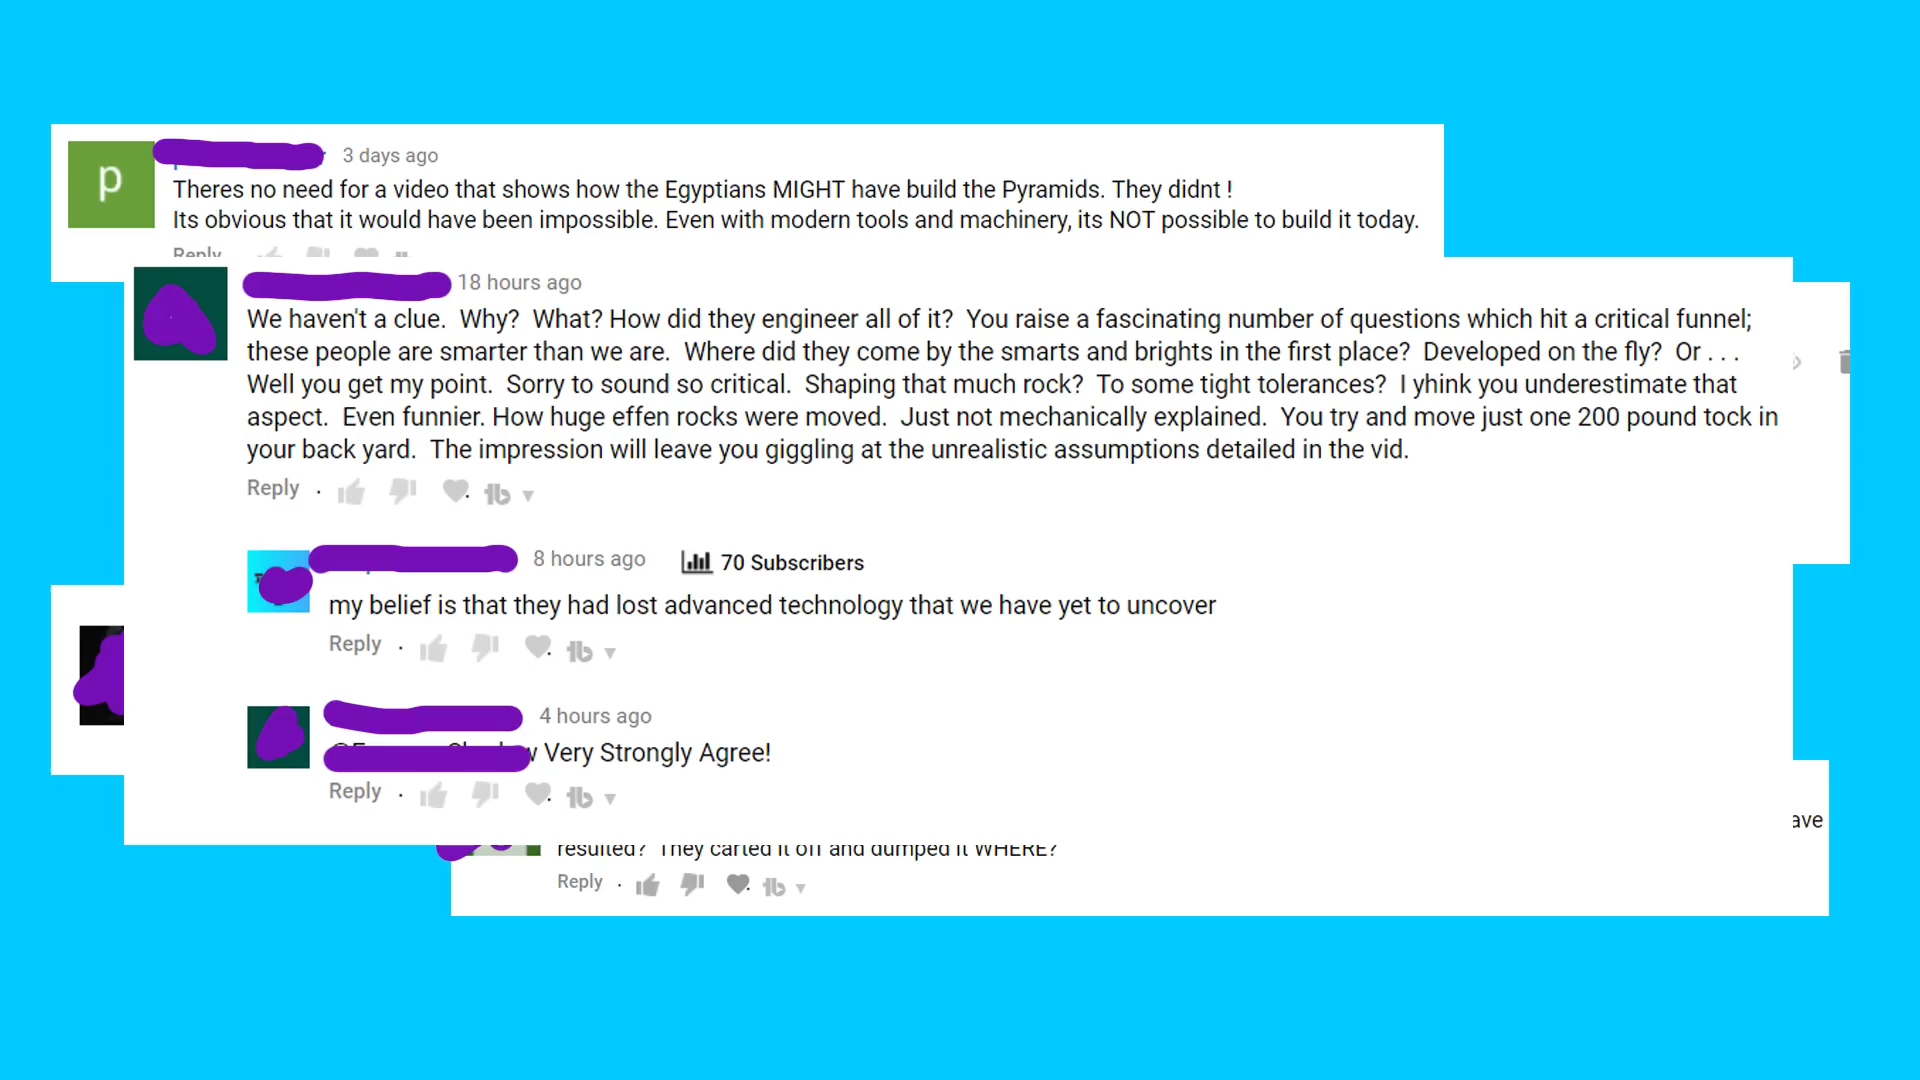 p
3 days ago
Theres no need for a video that shows how the Egyptians MIGHT have build the Pyramids. They didnt !
Its obvious that it would have been impossible. Even with modern tools and machinery, its NOT possible to build it today.
Reply
18 hours ago
We haven't a clue. Why? What? How did they engineer all of it? You raise a fascinating number of questions which hit a critical funnel;
these people are smarter than we are. Where did they come by the smarts and brights in the first place? Developed on the fly? Or . . .
Well you get my point. Sorry to sound so critical. Shaping that much rock? To some tight tolerances? I yhink you underestimate that
aspect. Even funnier. How huge effen rocks were moved. Just not mechanically explained. You try and move just one 200 pound tock in
your back yard. The impression will leave you giggling at the unrealistic assumptions detailed in the vid.
Reply
8 hours ago 70 Subscribers
my belief is that they had lost advanced technology that we have yet to uncover
Reply
4 hours ago
Very Strongly Agree!
Reply
ave
resulted? They carted it off and dumped it WHERE?
Reply